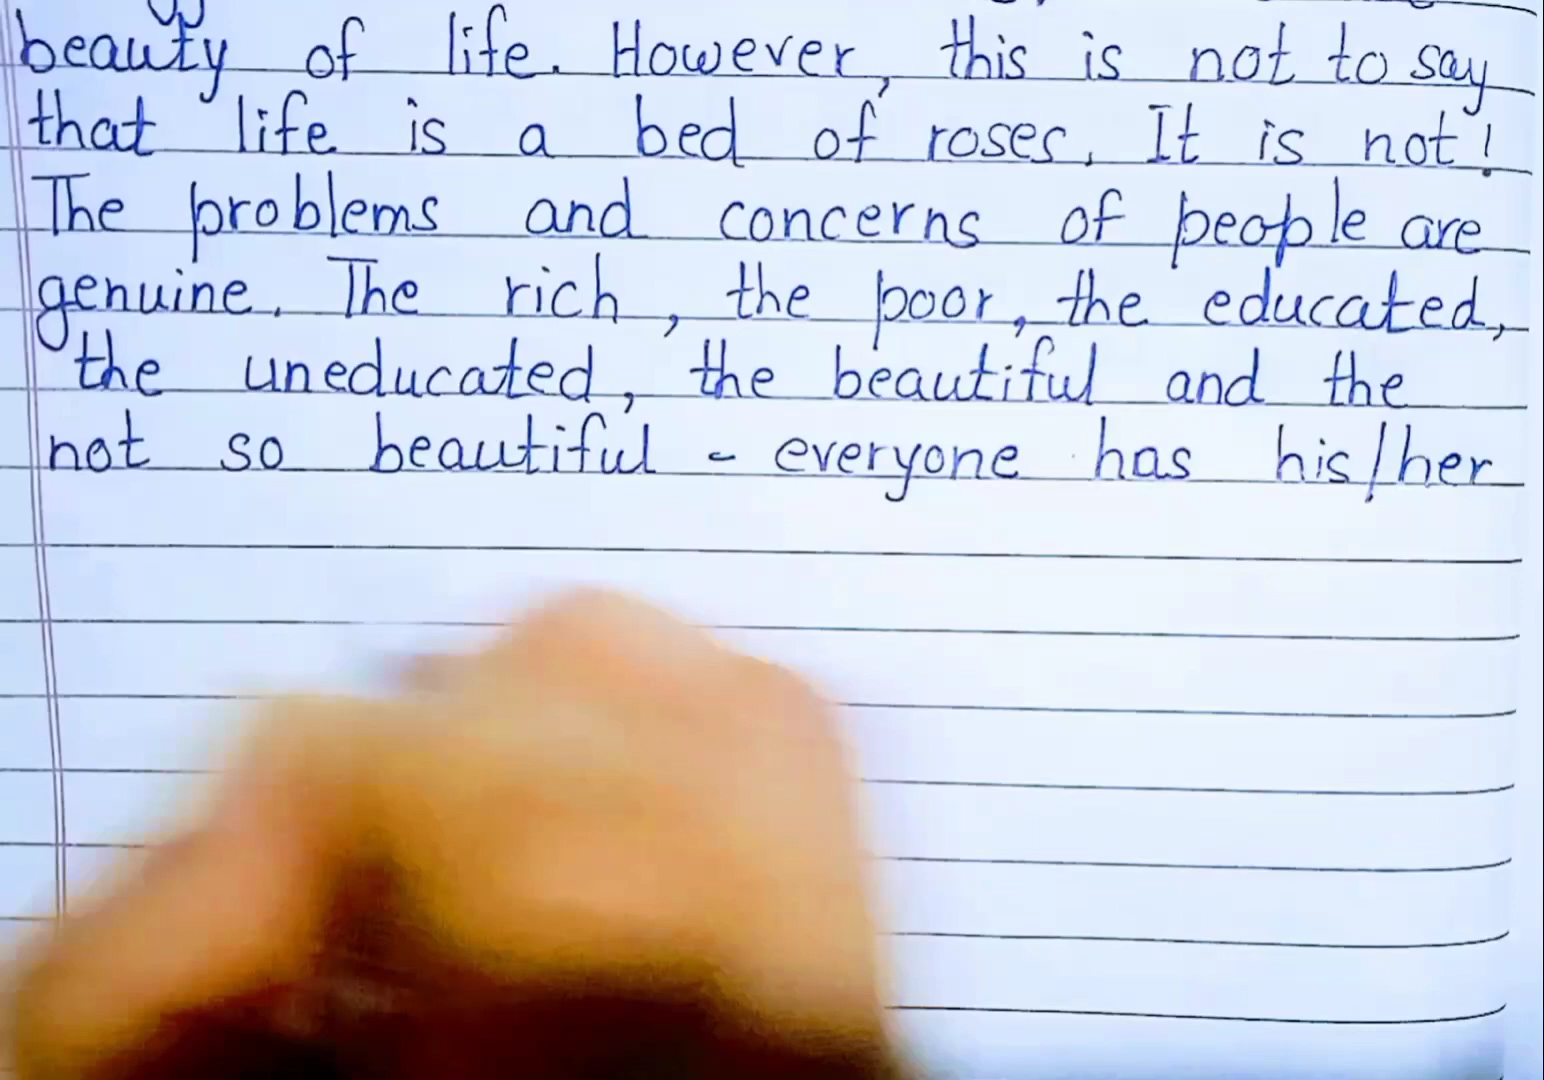 beauty of life. However, this is not to say
that life is a bed of roses. It is not!
The problems and concerns of people are
genuine. The rich, the poor, the educated,
the uneducated, the beautiful and the
not so beautiful - everyone has his/her